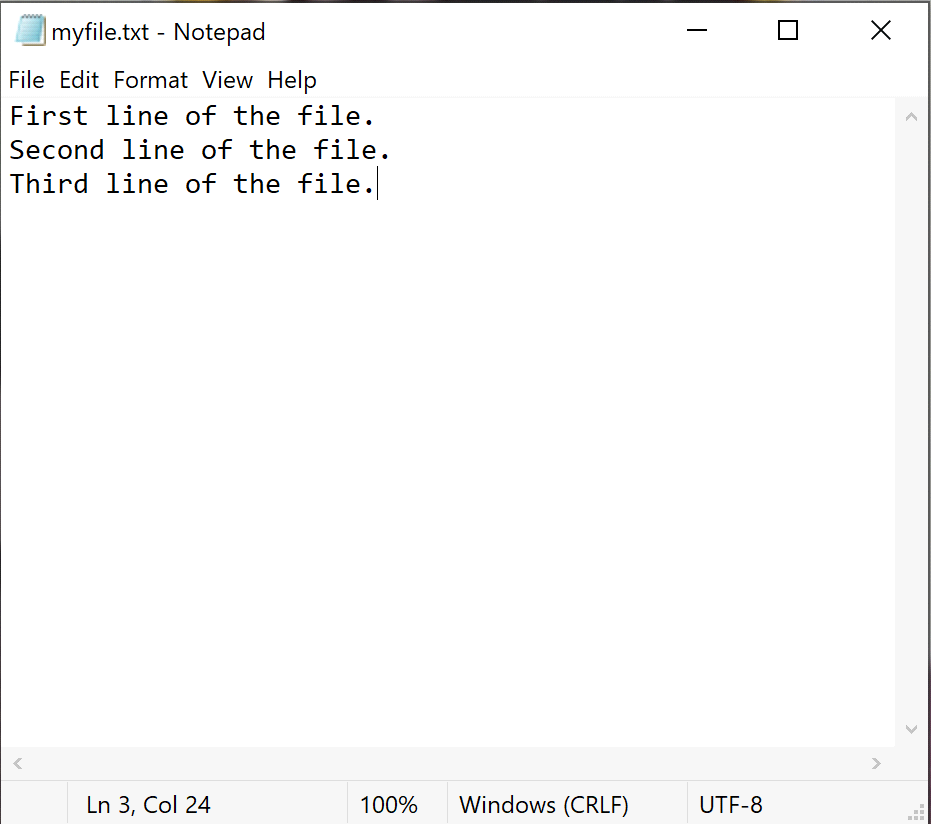 myfile.txt - Notepad
File Edit Format View Help
First line of the file.
Second line of the file.
Third line of the file.
Ln 3, Col 24 100% Windows (CRLF) UTF-8